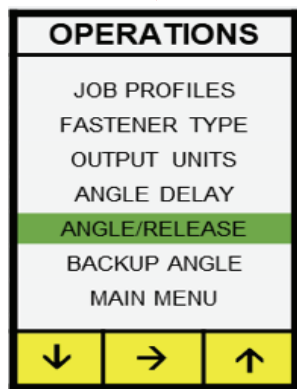 OPERATIONS
JOB PROFILES
FASTENER TYPE
OUTPUT UNITS
ANGLE DELAY
ANGLE/RELEASE
BACKUP ANGLE
MAIN MENU
↓ → ↑